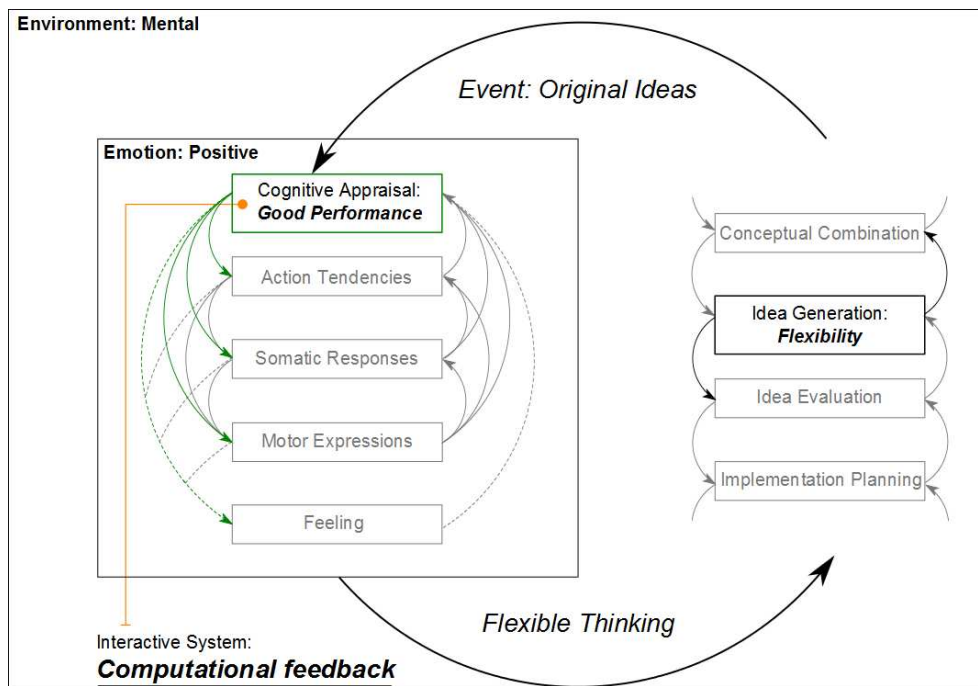 Environment: Mental
Event: Original Ideas
Emotion: Positive
Cognitive Appraisal:
Good Performance
Action Tendencies
Somatic Responses
Motor Expressions
Feeling
Conceptual Combination
Idea Generation:
Flexibility
Idea Evaluation
Implementation Planning
Flexible Thinking
Interactive System:
Computational feedback